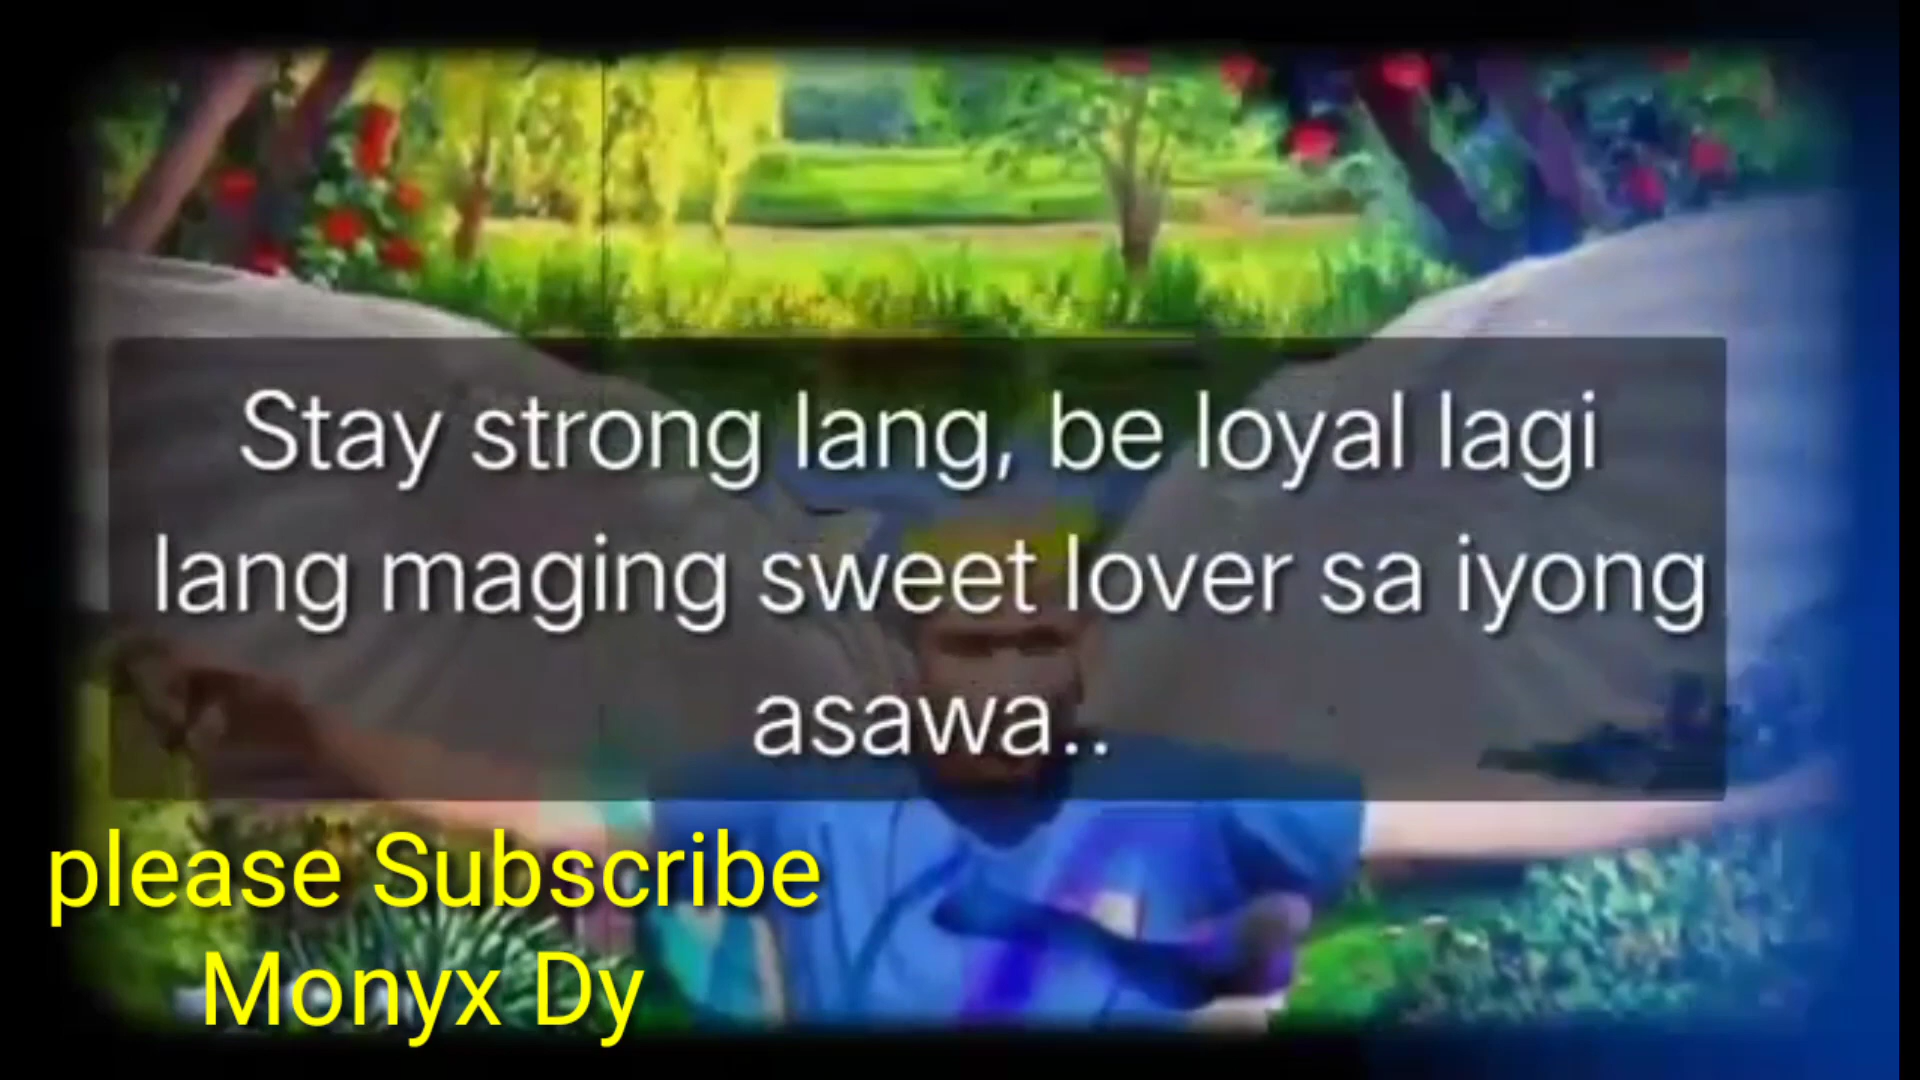 Stay strong lang, be loyal lagi
lang maging sweet lover sa iyong
asawa..
please Subscribe
Monyx Dy